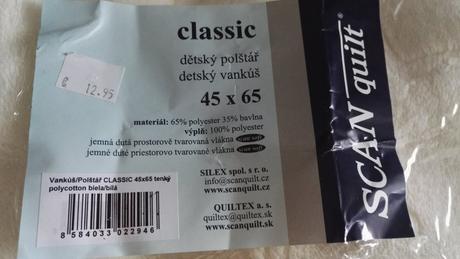 classic
dětský polštář
detský vankúš
45 x 65
materiál: 65% polyester 35% bavlna
výplň: 100% polyester
jemná dutá prostorově tvarovaná vlákna
jemné duté priestorovo tvarované vlákna
SILEX spol. s r. o.
info@scanquilt.cz
www.scanquilt.cz
QUILTEX a. s.
quiltex@quiltex.sk
www.scanquilt.sk
€ 12.95
Vankúš/Polštář CLASSIC 45x65 tenký
polycotton biela/bílá
8 584033 022946
SCAN quilt®